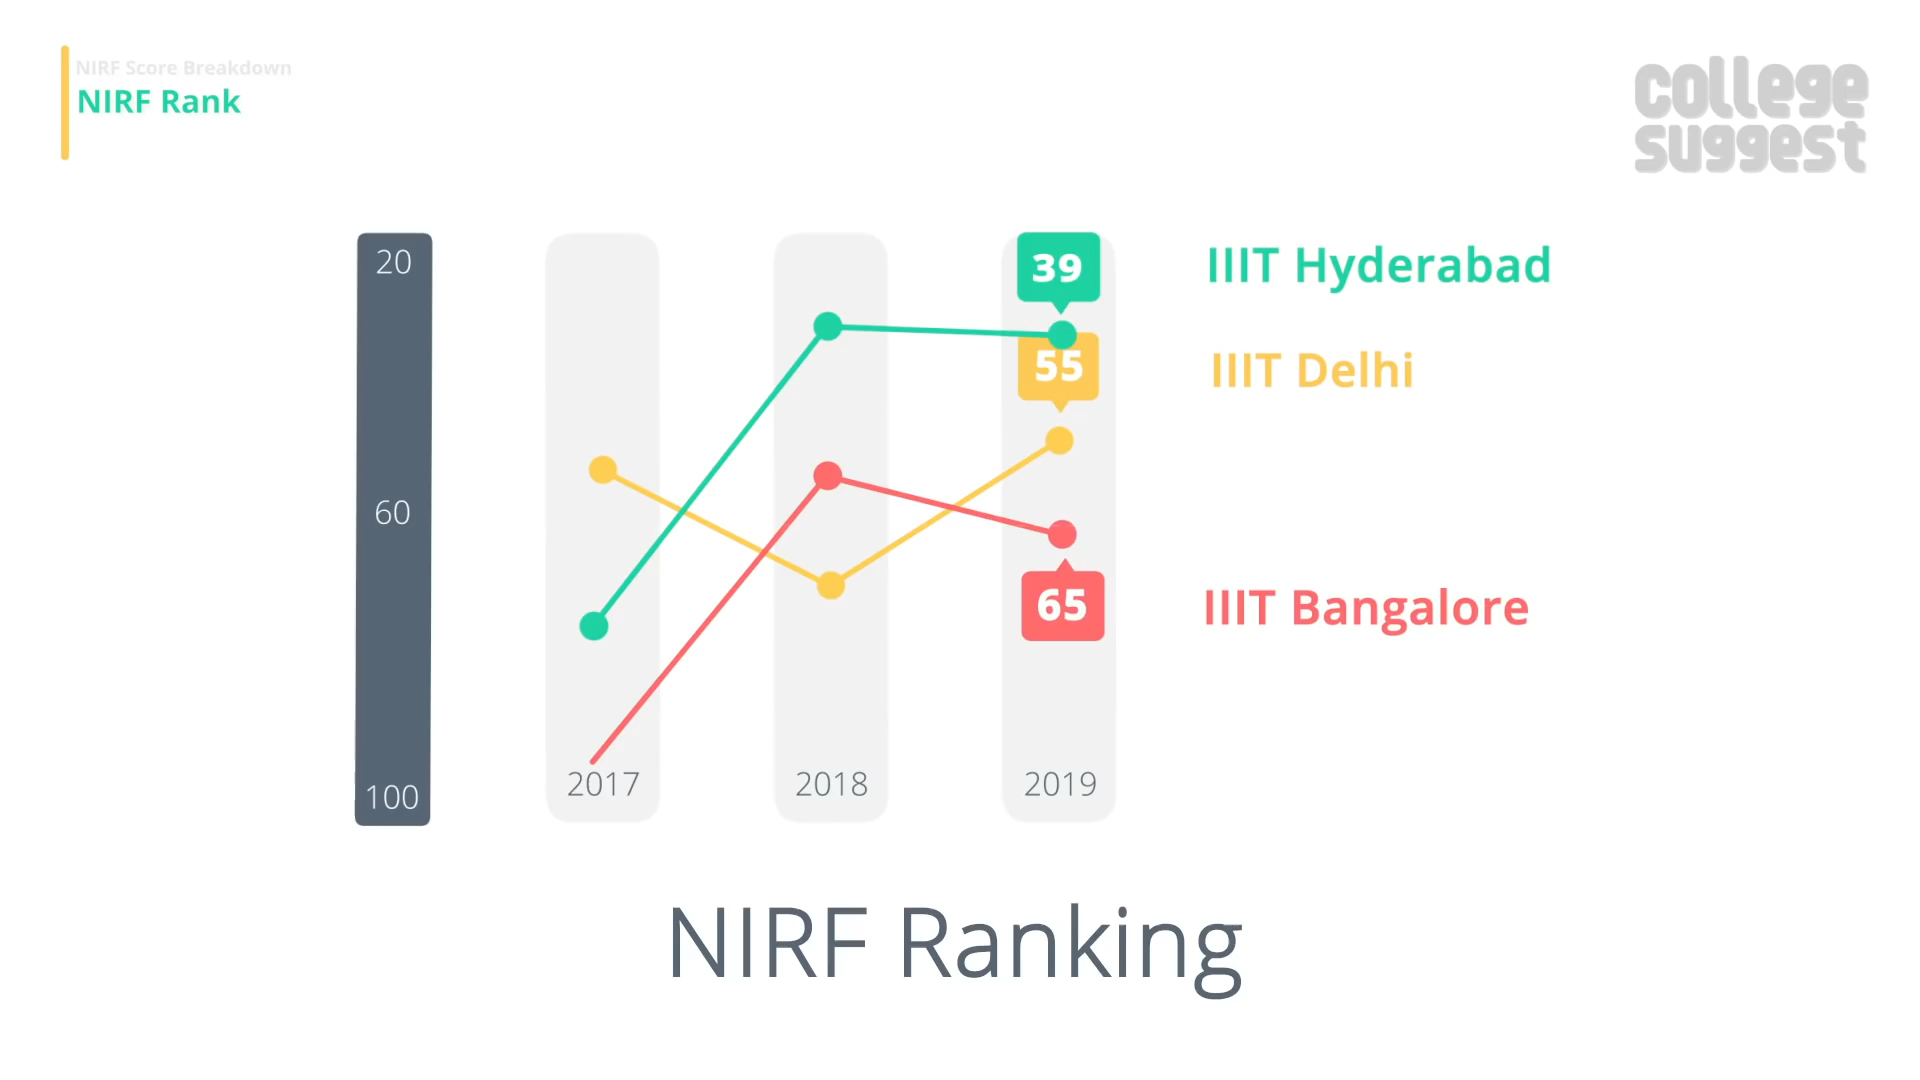 NIRF Score Breakdown
NIRF Rank
college
suggest
20
60
100
39
55
65
IIIT Hyderabad
IIIT Delhi
IIIT Bangalore
2017
2018
2019
NIRF Ranking